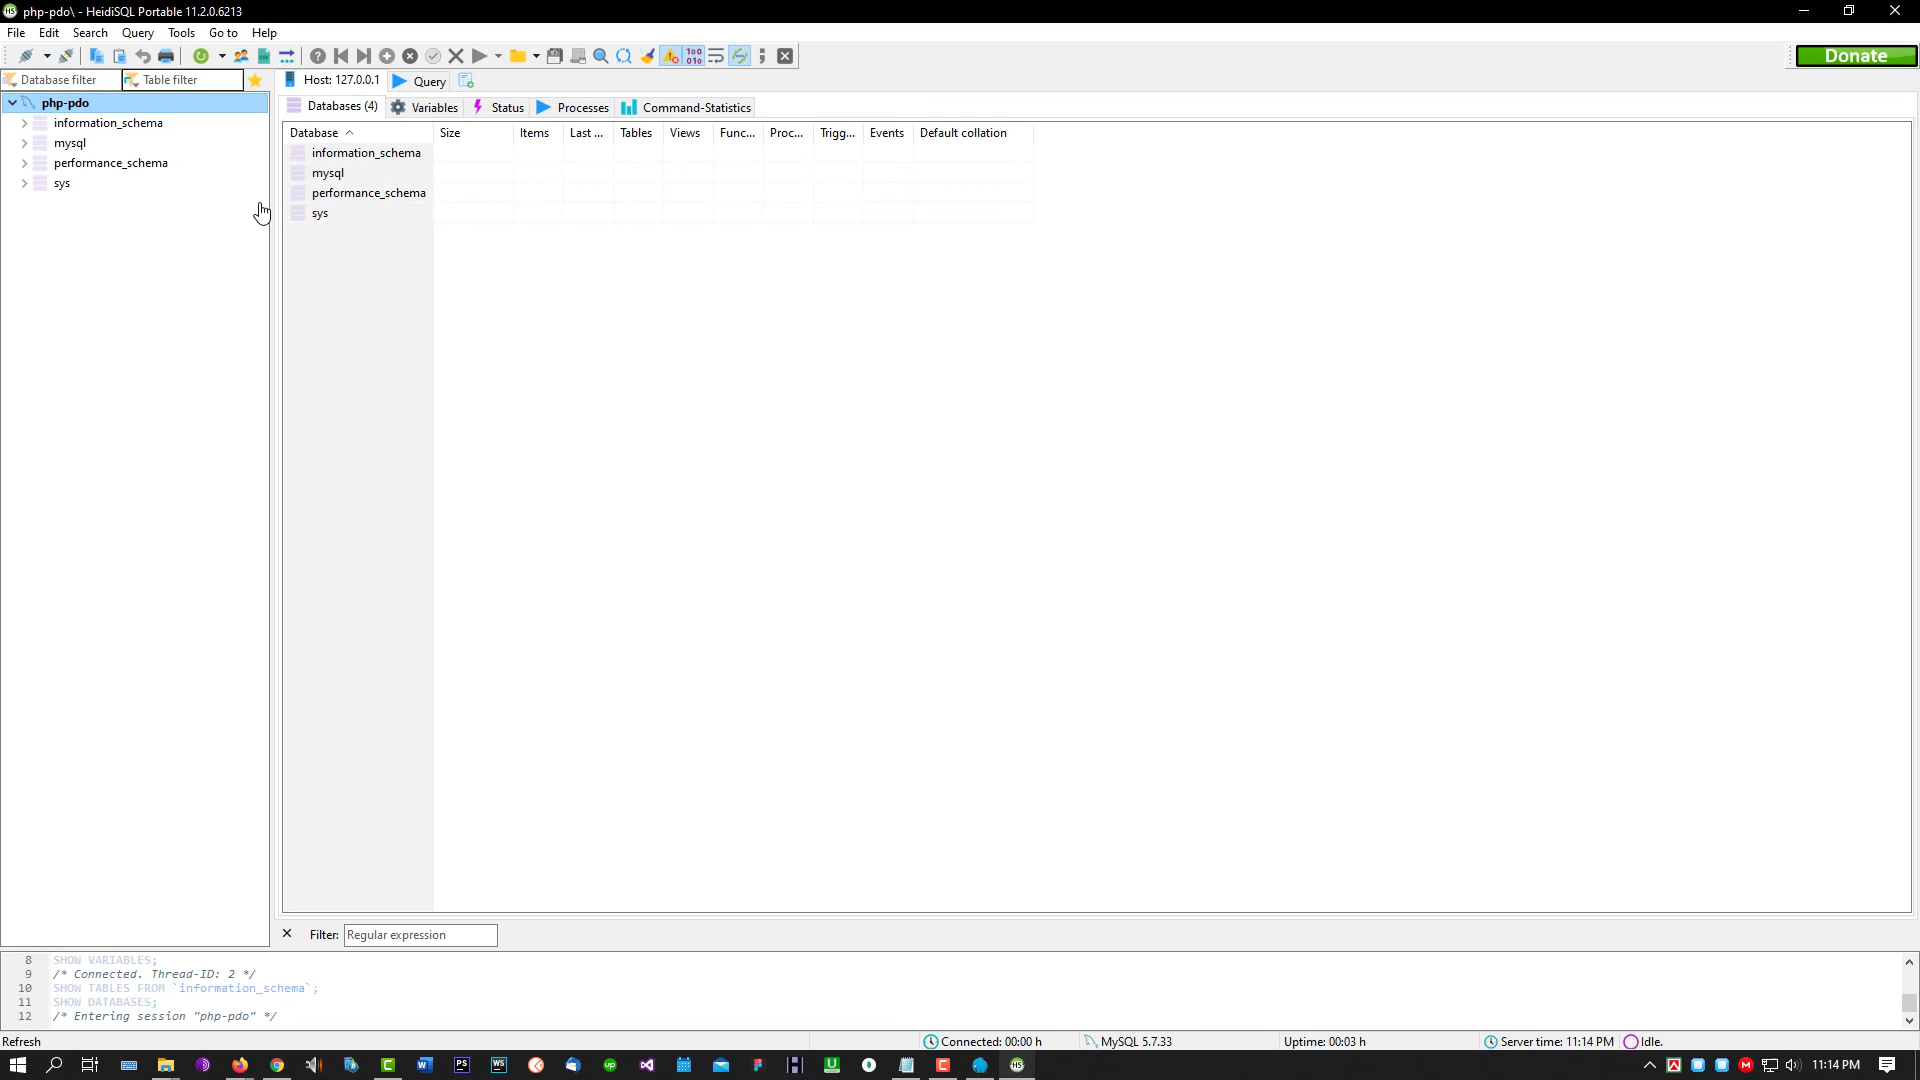 php-pdo\ - HeidiSQL Portable 11.2.0.6213
File Edit Search Query Tools Go to Help
Donate
Database filter Table filter Host: 127.0.0.1 Query
php-pdo
information_schema
mysql
performance_schema
sys
Databases (4) Variables Status Processes Command-Statistics
Database Size Items Last ... Tables Views Func... Proc... Trigg... Events Default collation
information_schema
mysql
performance_schema
sys
Filter: Regular expression
8 SHOW VARIABLES;
9 /* Connected. Thread-ID: 2 */
10 SHOW TABLES FROM `information_schema`;
11 SHOW DATABASES;
12 /* Entering session "php-pdo" */
Refresh Connected: 00:00 h MySQL 5.7.33 Uptime: 00:03 h Server time: 11:14 PM Idle.
11:14 PM